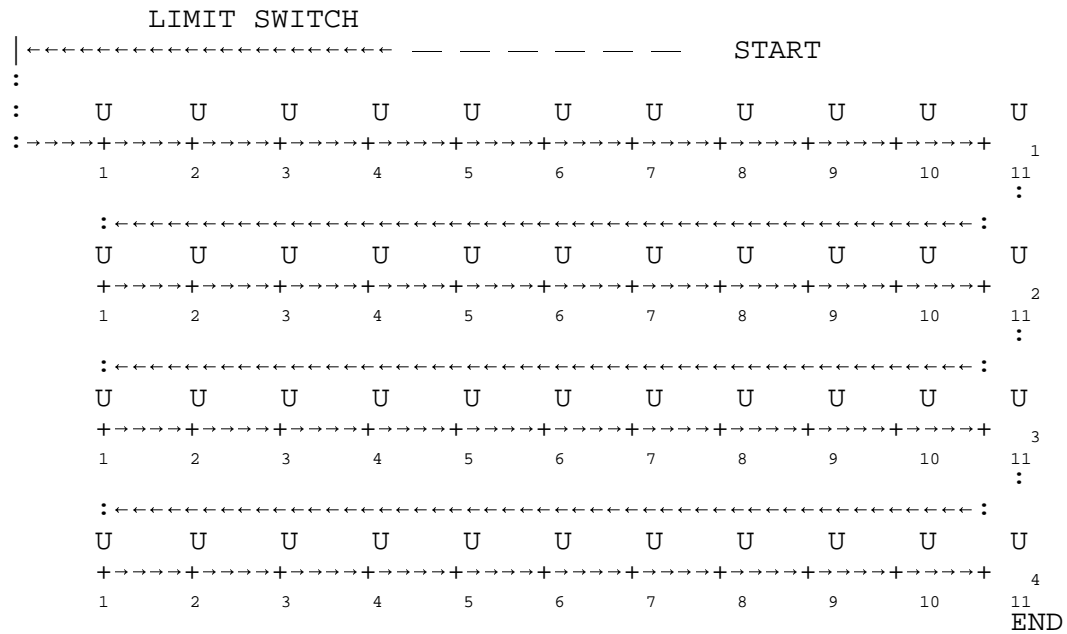 LIMIT SWITCH
|←←←←←←←←←←←←←←←←←←←←← — — — — — — START
:
: U U U U U U U U U U U
:→→→→+→→→→+→→→→+→→→→+→→→→+→→→→+→→→→+→→→→+→→→→+→→→→+ 1
1 2 3 4 5 6 7 8 9 10 11
:
:←←←←←←←←←←←←←←←←←←←←←←←←←←←←←←←←←←←←←←←←←←←←←←←←←:
U U U U U U U U U U U
+→→→→+→→→→+→→→→+→→→→+→→→→+→→→→+→→→→+→→→→+→→→→+→→→→+ 2
1 2 3 4 5 6 7 8 9 10 11
:
:←←←←←←←←←←←←←←←←←←←←←←←←←←←←←←←←←←←←←←←←←←←←←←←←←:
U U U U U U U U U U U
+→→→→+→→→→+→→→→+→→→→+→→→→+→→→→+→→→→+→→→→+→→→→+→→→→+ 3
1 2 3 4 5 6 7 8 9 10 11
:
:←←←←←←←←←←←←←←←←←←←←←←←←←←←←←←←←←←←←←←←←←←←←←←←←←:
U U U U U U U U U U U
+→→→→+→→→→+→→→→+→→→→+→→→→+→→→→+→→→→+→→→→+→→→→+→→→→+ 4
1 2 3 4 5 6 7 8 9 10 11
END